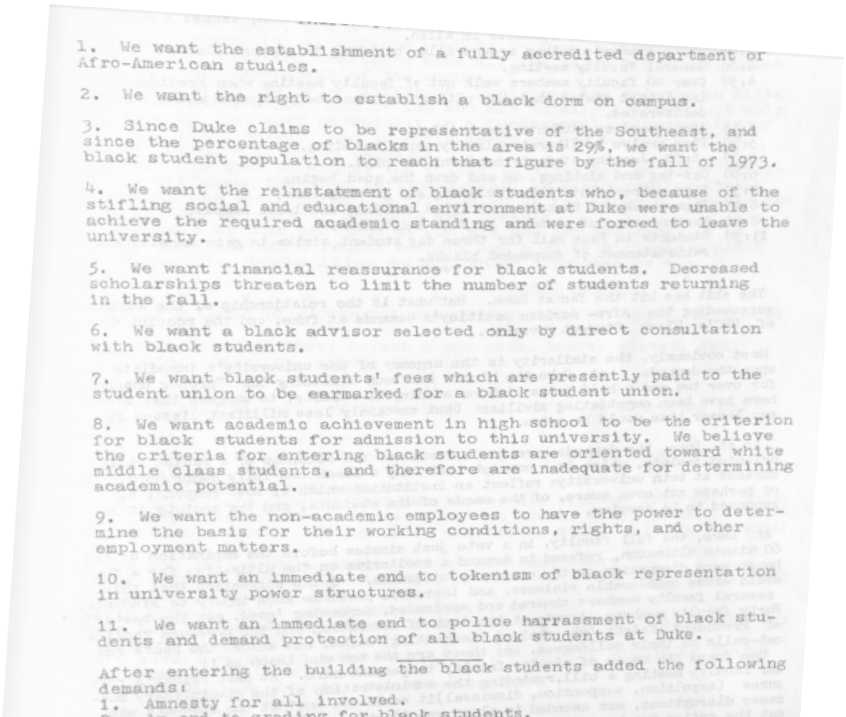 1. We want the establishment of a fully accredited department of
Afro-American studies.
2. We want the right to establish a black dorm on campus.
3. Since Duke claims to be representative of the Southeast, and
since the percentage of blacks in the area is 29%, we want the
black student population to reach that figure by the fall of 1973.
4. We want the reinstatement of black students who, because of the
stifling social and educational environment at Duke were unable to
achieve the required academic standing and were forced to leave the
university.
5. We want financial reassurance for black students. Decreased
scholarships threaten to limit the number of students returning
in the fall.
6. We want a black advisor selected only by direct consultation
with black students.
7. We want black students' fees which are presently paid to the
student union to be earmarked for a black student union.
8. We want academic achievement in high school to be the criterion
for black students for admission to this university. We believe
the criteria for entering black students are oriented toward white
middle class students, and therefore are inadequate for determining
academic potential.
9. We want the non-academic employees to have the power to deter-
mine the basis for their working conditions, rights, and other
employment matters.
10. We want an immediate end to tokenism of black representation
in university power structures.
11. We want an immediate end to police harrassment of black stu-
dents and demand protection of all black students at Duke.
After entering the building the black students added the following
demands:
1. Amnesty for all involved.
end to grading for black students.